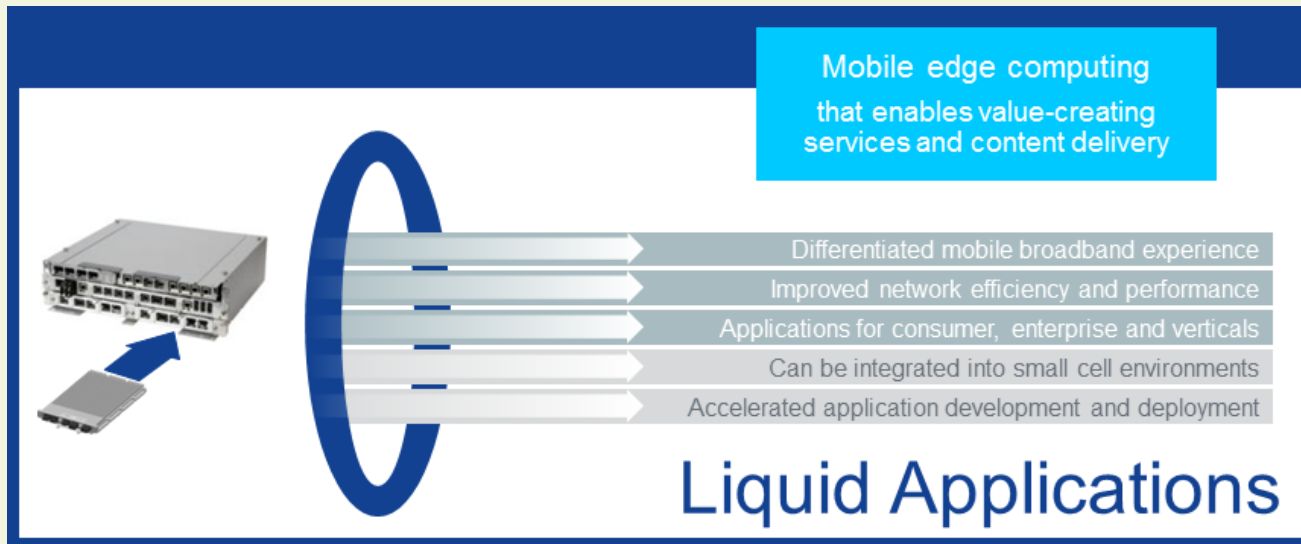 Mobile edge computing
that enables value-creating
services and content delivery
Differentiated mobile broadband experience
Improved network efficiency and performance
Applications for consumer, enterprise and verticals
Can be integrated into small cell environments
Accelerated application development and deployment
Liquid Applications